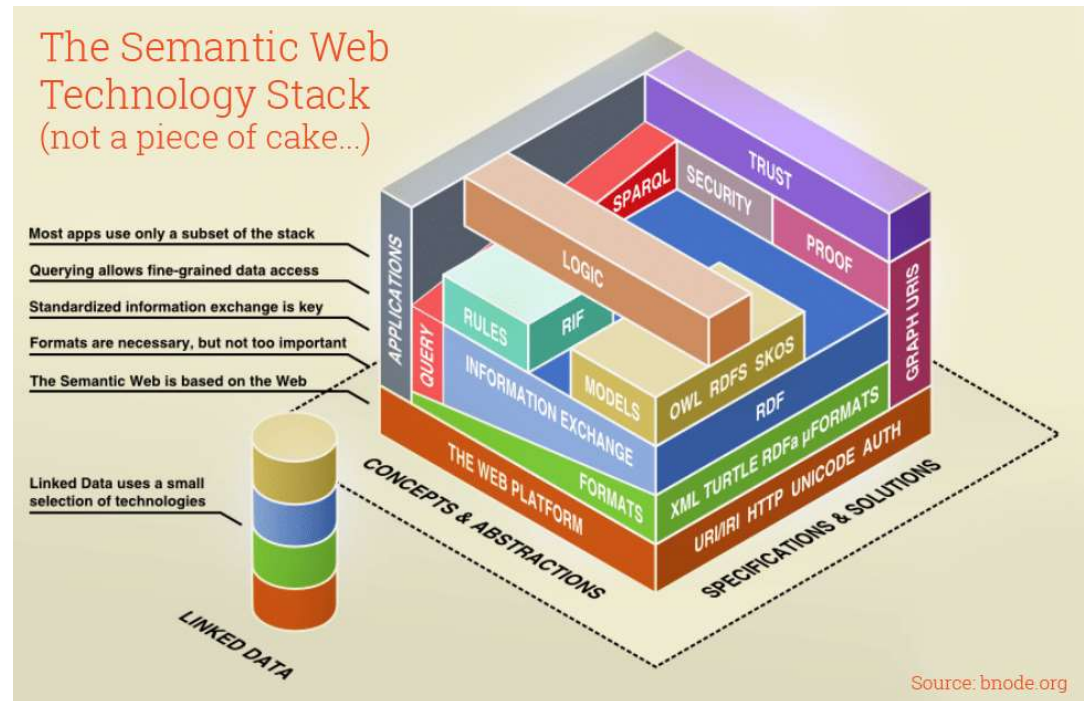 The Semantic Web
Technology Stack
(not a piece of cake...)
Most apps use only a subset of the stack
Querying allows fine-grained data access
Standardized information exchange is key
Formats are necessary, but not too important
The Semantic Web is based on the Web
Linked Data uses a small
selection of technologies
LINKED DATA
APPLICATIONS
QUERY
SPARQL
SECURITY
TRUST
PROOF
LOGIC
RULES
RIF
MODELS
OWL RDFS SKOS
GRAPH URIS
INFORMATION EXCHANGE
RDF
FORMATS
XML TURTLE RDFa µFORMATS
THE WEB PLATFORM
URI/IRI HTTP UNICODE AUTH
CONCEPTS & ABSTRACTIONS
SPECIFICATIONS & SOLUTIONS
Source: bnode.org